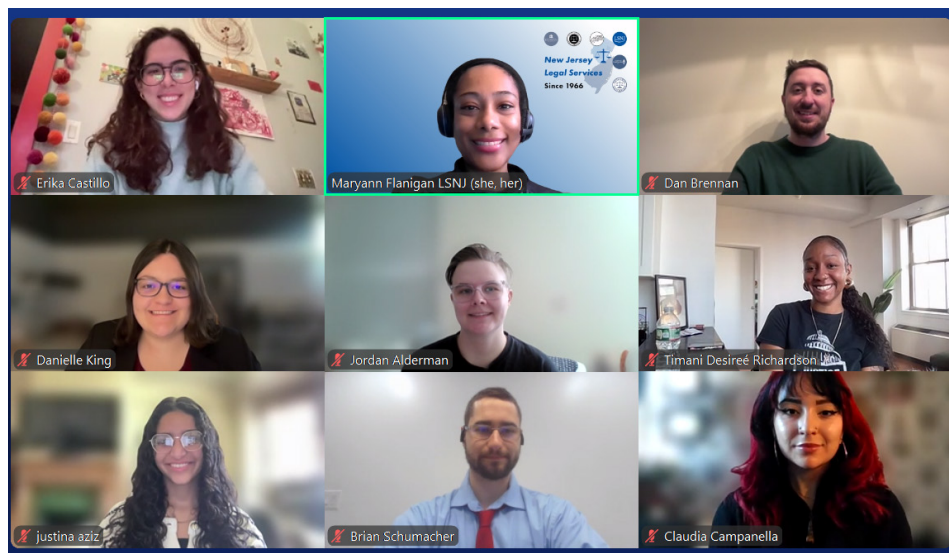 New Jersey
Legal Services
Since 1966
Erika Castillo
Maryann Flanigan LSNJ (she, her)
Dan Brennan
Danielle King
Jordan Alderman
Timani Desireé Richardson
justina aziz
Brian Schumacher
Claudia Campanella